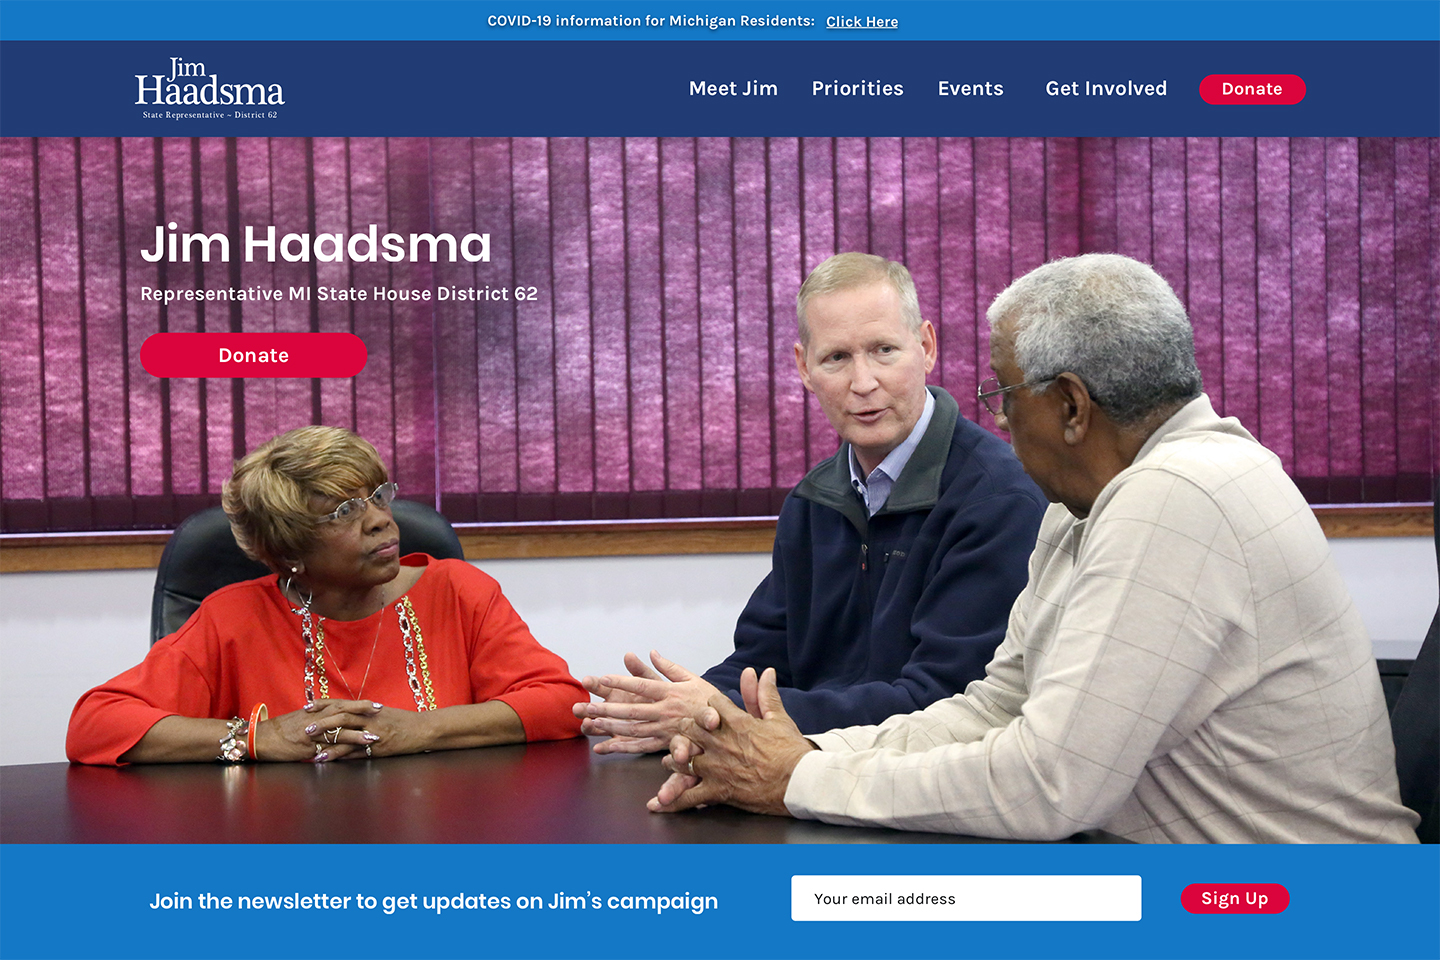 COVID-19 information for Michigan Residents: Click Here
Jim
Haadsma
State Representative ~ District 62
Meet Jim Priorities Events Get Involved Donate
Jim Haadsma
Representative MI State House District 62
Donate
Join the newsletter to get updates on Jim's campaign
Your email address
Sign Up